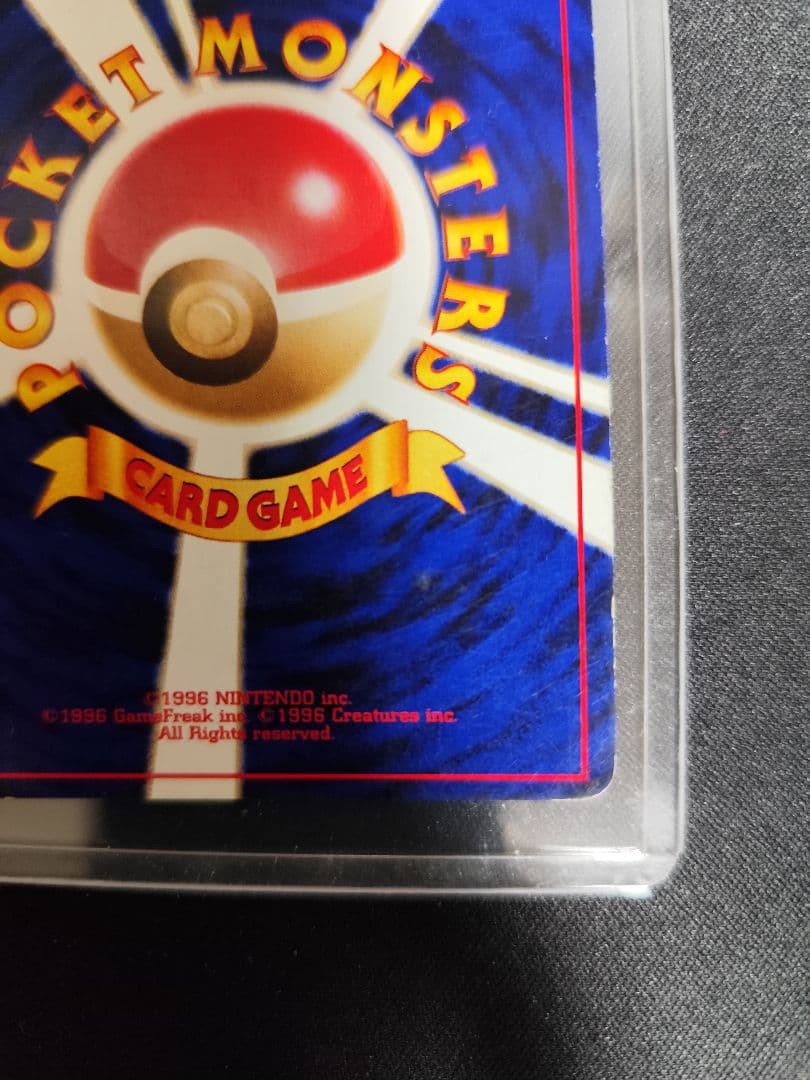 POCKET MONSTERS
CARD GAME
©1996 NINTENDO inc.
©1996 GameFreak inc. ©1996 Creatures inc.
All Rights reserved.